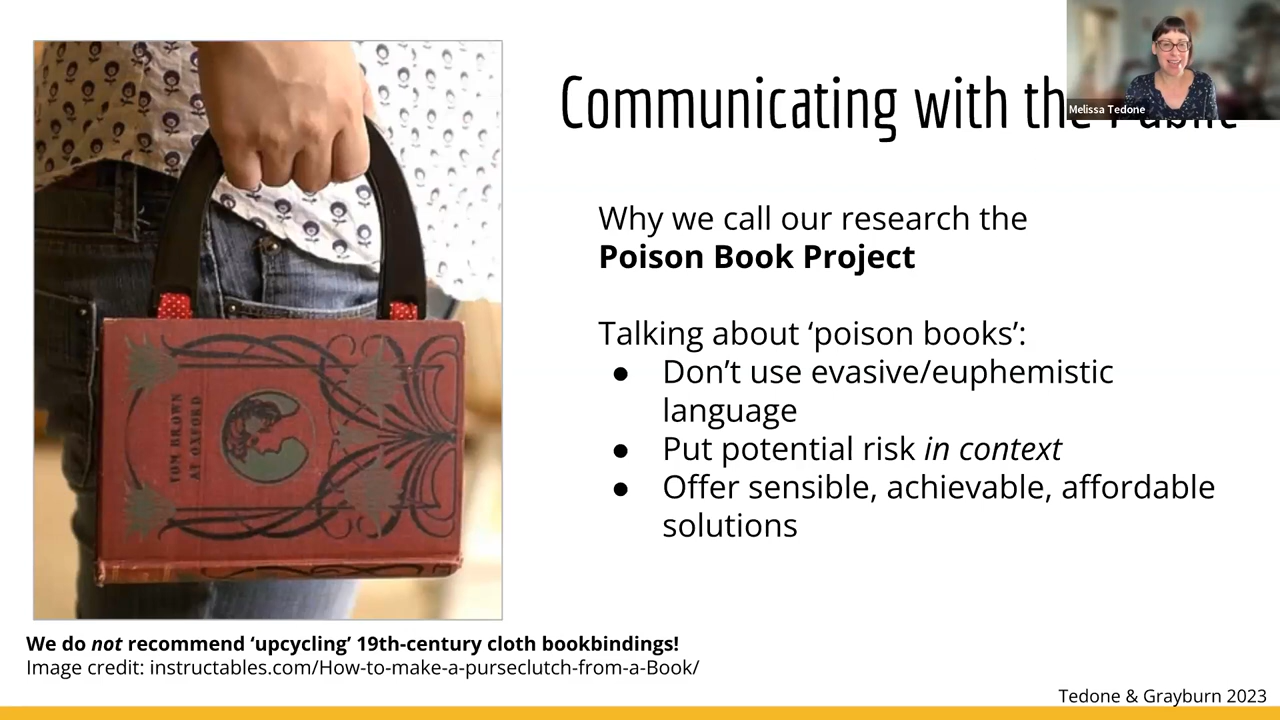 Communicating with the Public
Melissa Tedone
Why we call our research the
Poison Book Project
Talking about ‘poison books’:
● Don’t use evasive/euphemistic
language
● Put potential risk in context
● Offer sensible, achievable, affordable
solutions
TOM BROWN
AT OXFORD
We do not recommend ‘upcycling’ 19th-century cloth bookbindings!
Image credit: instructables.com/How-to-make-a-purseclutch-from-a-Book/
Tedone & Grayburn 2023